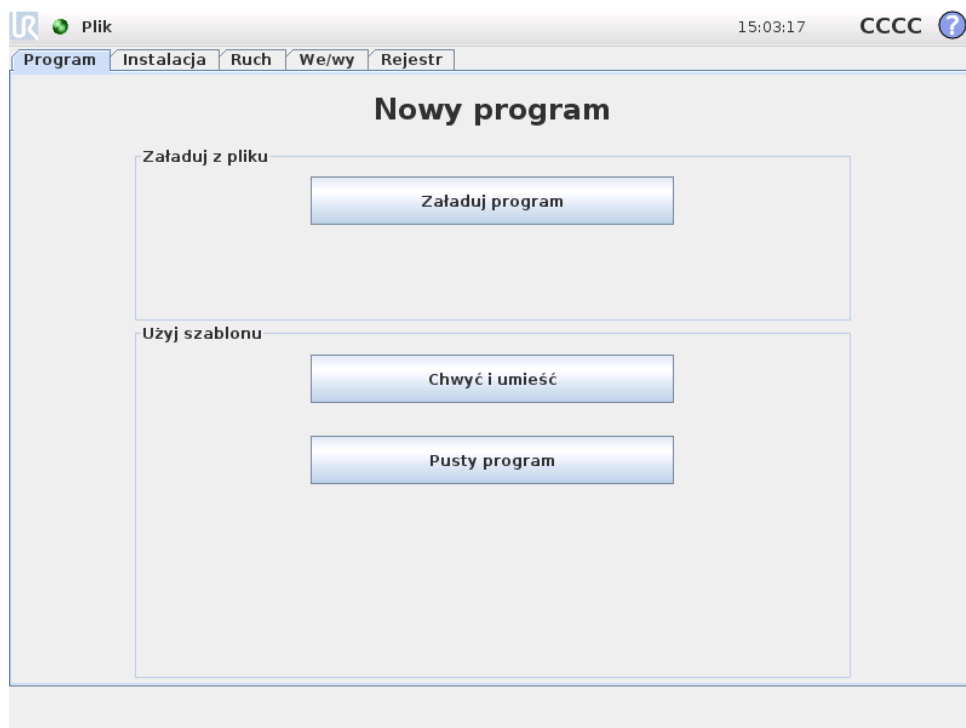 UR Plik 15:03:17 CCCC ?
Program Instalacja Ruch We/wy Rejestr
Nowy program
Załaduj z pliku
Załaduj program
Użyj szablonu
Chwyć i umieść
Pusty program